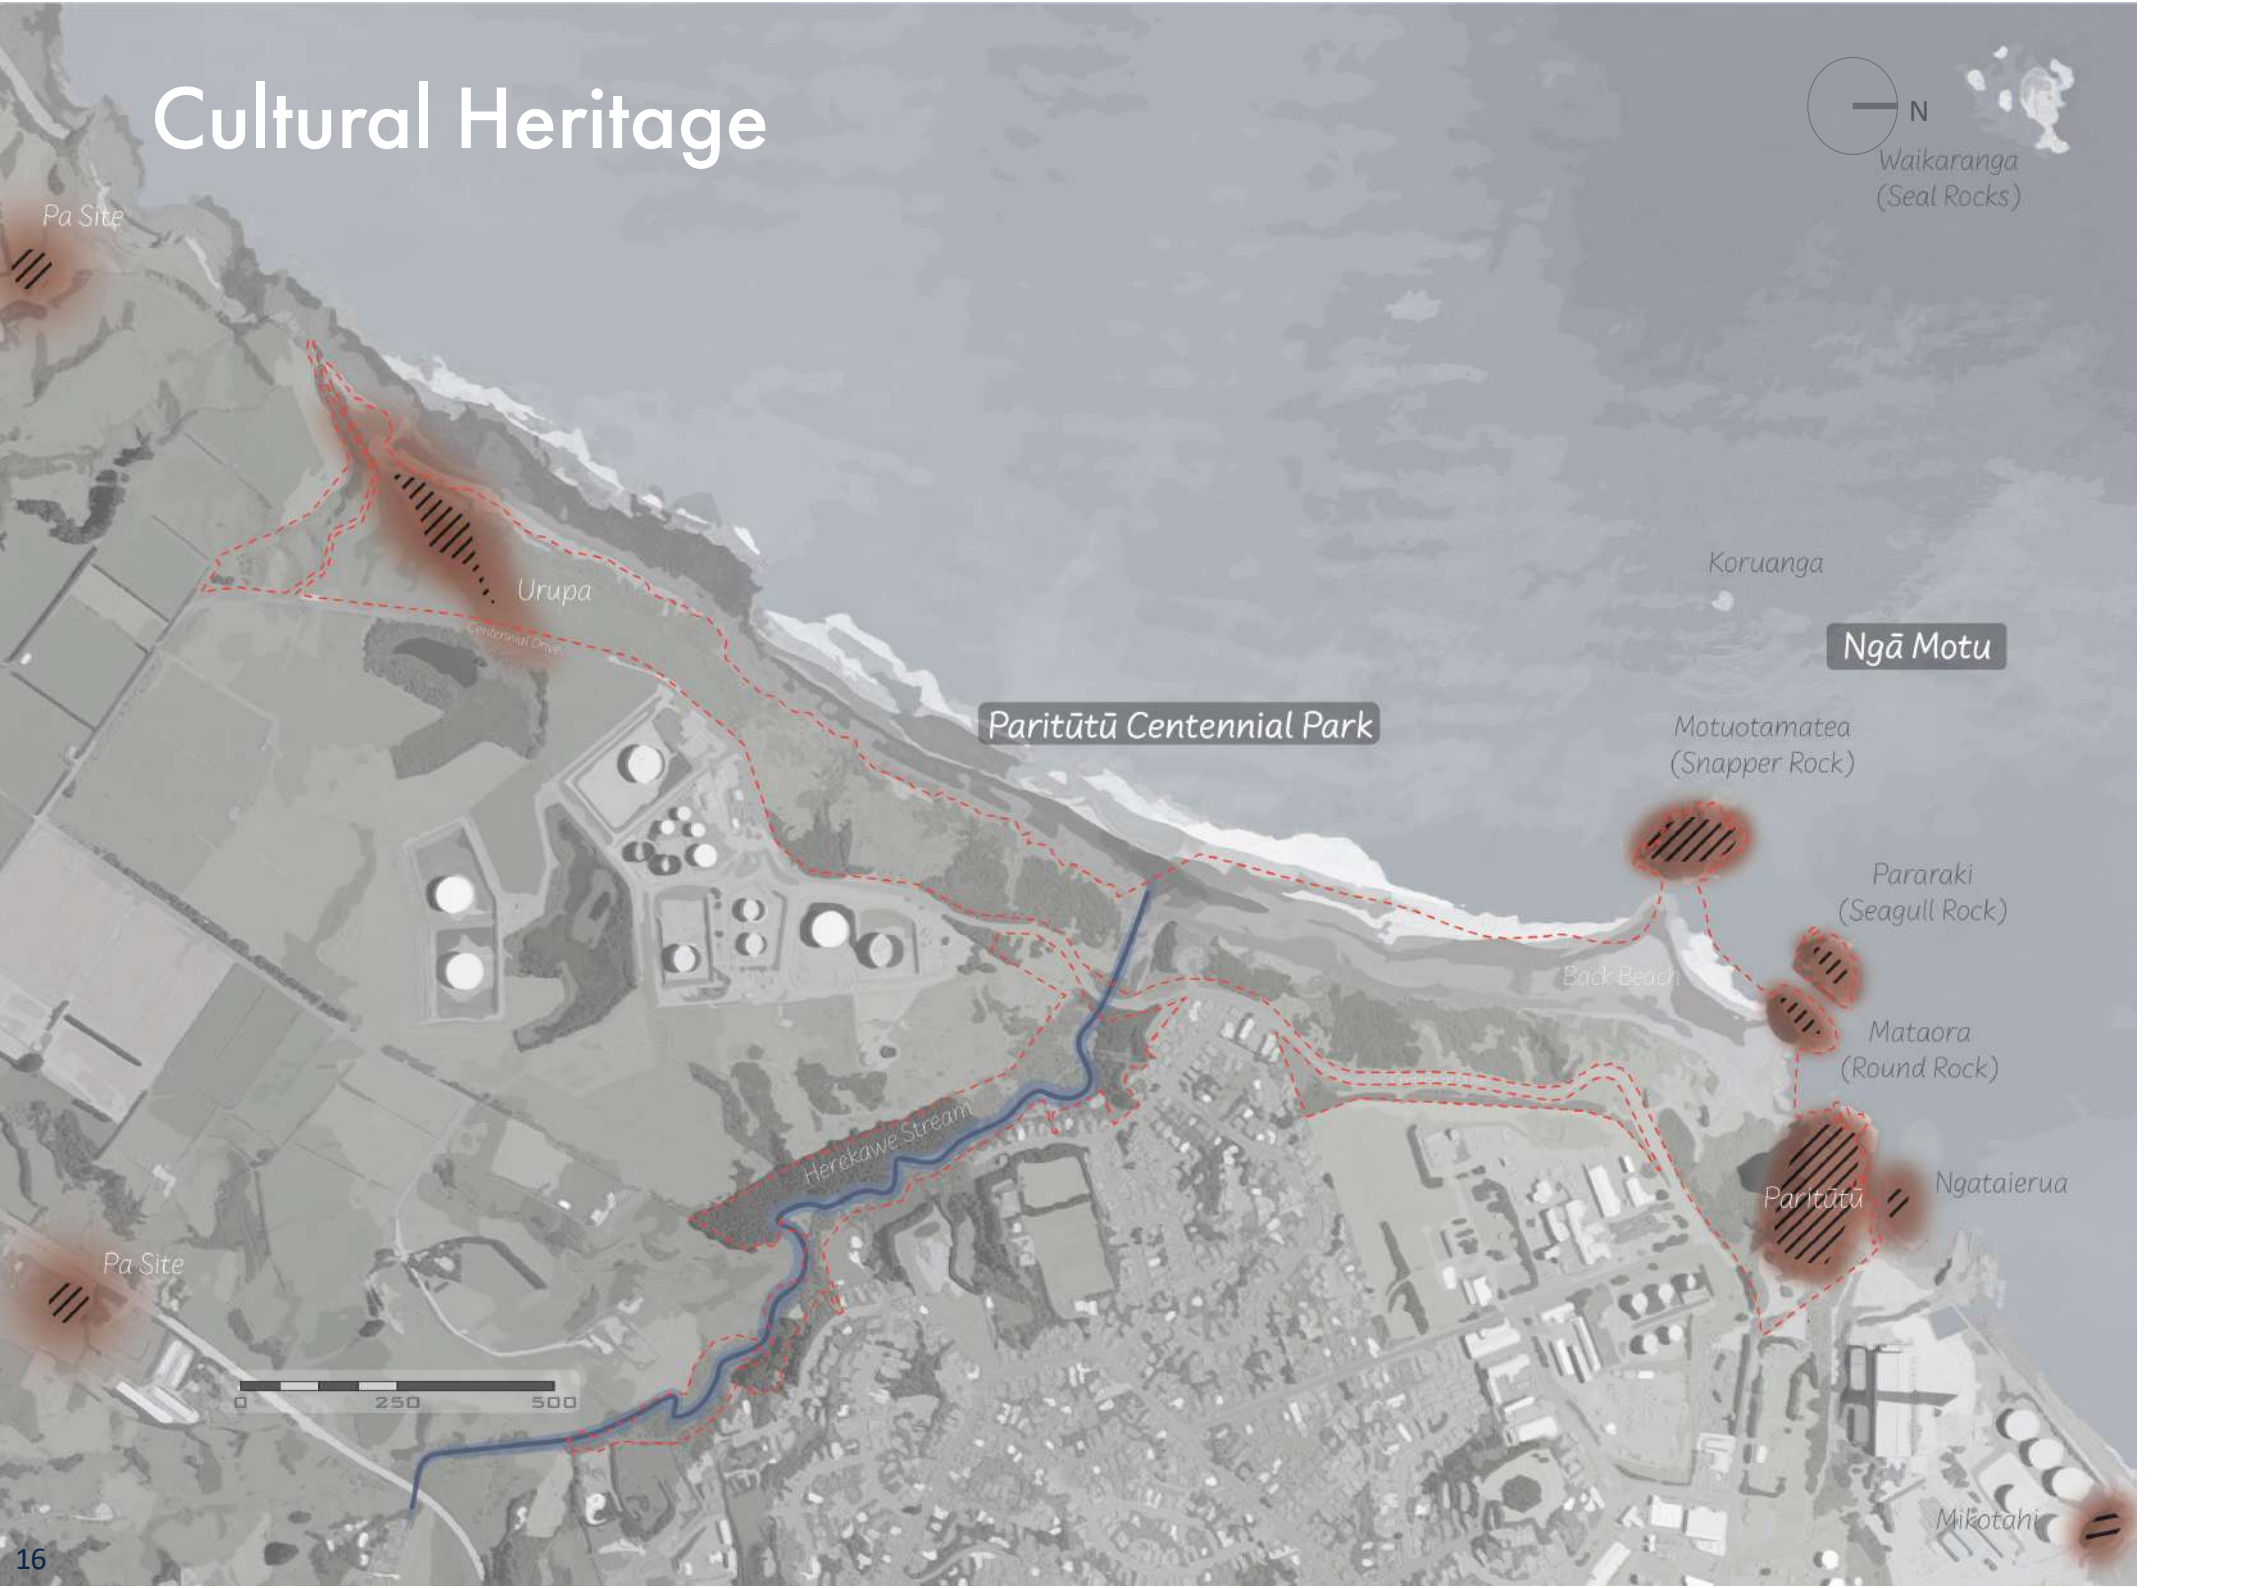 Cultural Heritage
N
Waikaranga
(Seal Rocks)
Pa Site
Koruanga
Urupa
Centennial Drive
Ngā Motu
Paritūtū Centennial Park
Motuotamatea
(Snapper Rock)
Pararaki
(Seagull Rock)
Back Beach
Mataora
(Round Rock)
Herekawe Stream
Paritūtū
Ngataierua
Pa Site
0 250 500
Mikotahi
16